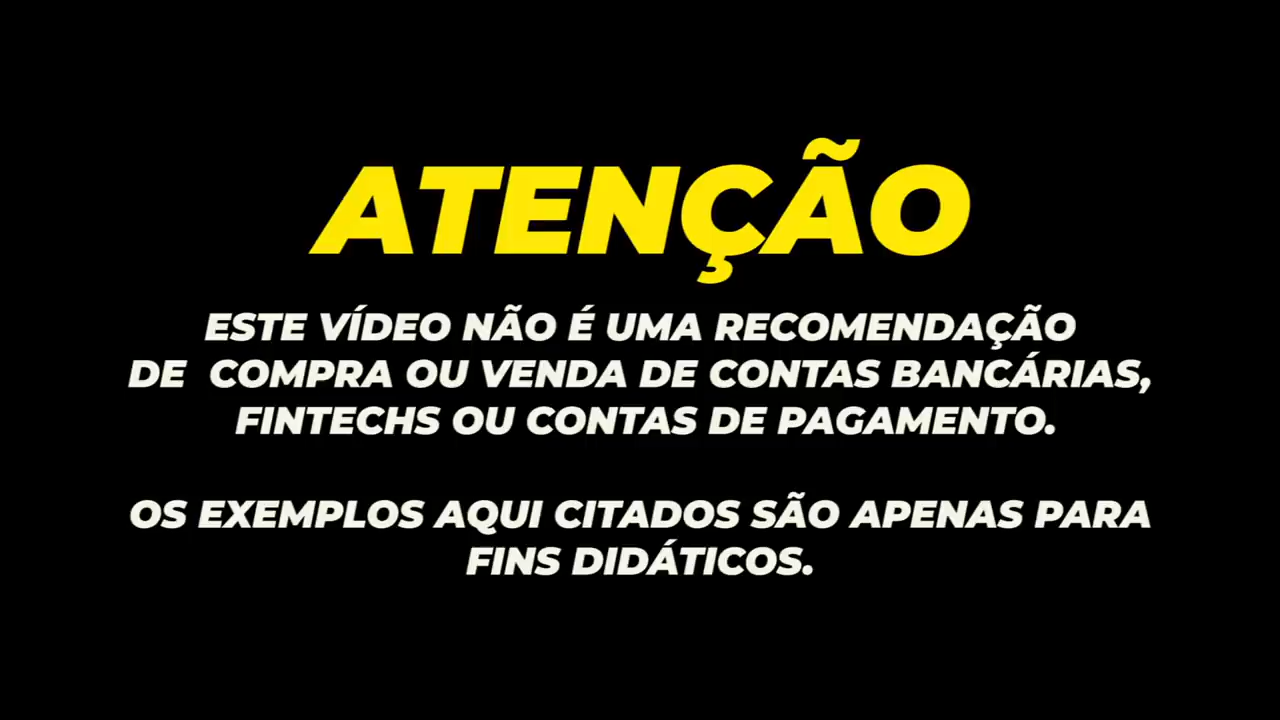 ATENÇÃO
ESTE VÍDEO NÃO É UMA RECOMENDAÇÃO
DE COMPRA OU VENDA DE CONTAS BANCÁRIAS,
FINTECHS OU CONTAS DE PAGAMENTO.
OS EXEMPLOS AQUI CITADOS SÃO APENAS PARA
FINS DIDÁTICOS.